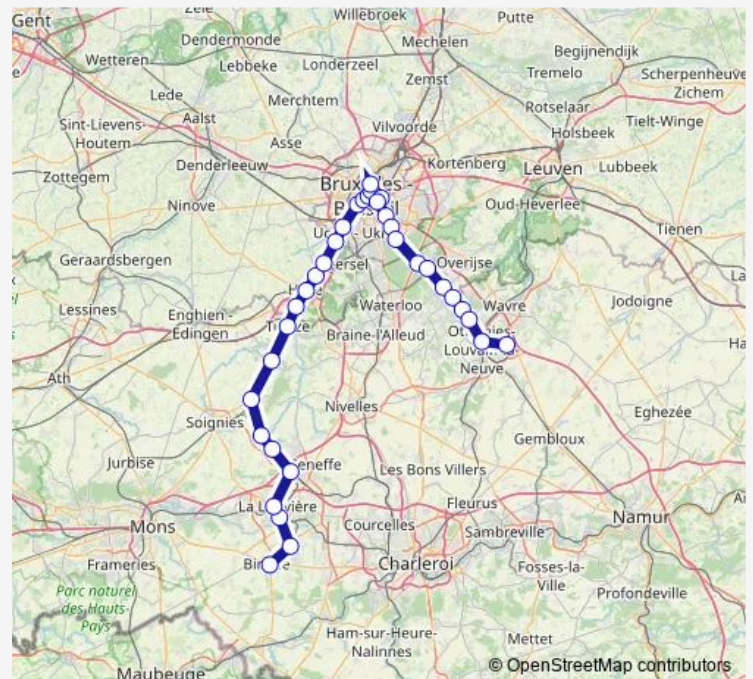 Gent
Zele
Willebroek
Putte
Dendermonde
Mechelen
Wetteren
Lebbeke
Londerzeel
Begijnendijk
Zemst
Tremelo
Scherpenheuvel
Zichem
Lede
Merchtem
Rotselaar
Sint-Lievens-
Houtem
Aalst
Asse
Vilvoorde
Holsbeek
Tielt-Winge
Denderleeuw
Kortenberg
Leuven
Lubbeek
Zottegem
Ninove
Oud-Heverlee
Tienen
Geraardsbergen
Overijse
Lessines
Enghien -
Edingen
Waterloo
Wavre
Jodoigne
Braine-l'Alleud
Neuve
Ath
Nivelles
Soignies
Eghezée
Gembloux
Jurbise
Les Bons Villers
Mons
Fleurus
Namur
Courcelles
Sambreville
Frameries
Charleroi
Fosses-la-
Ville
Profondeville
Parc naturel
des Hauts-
Pays
Ham-sur-Heure-
Nalinnes
Mettet
Maubeuge
© OpenStreetMap contributors